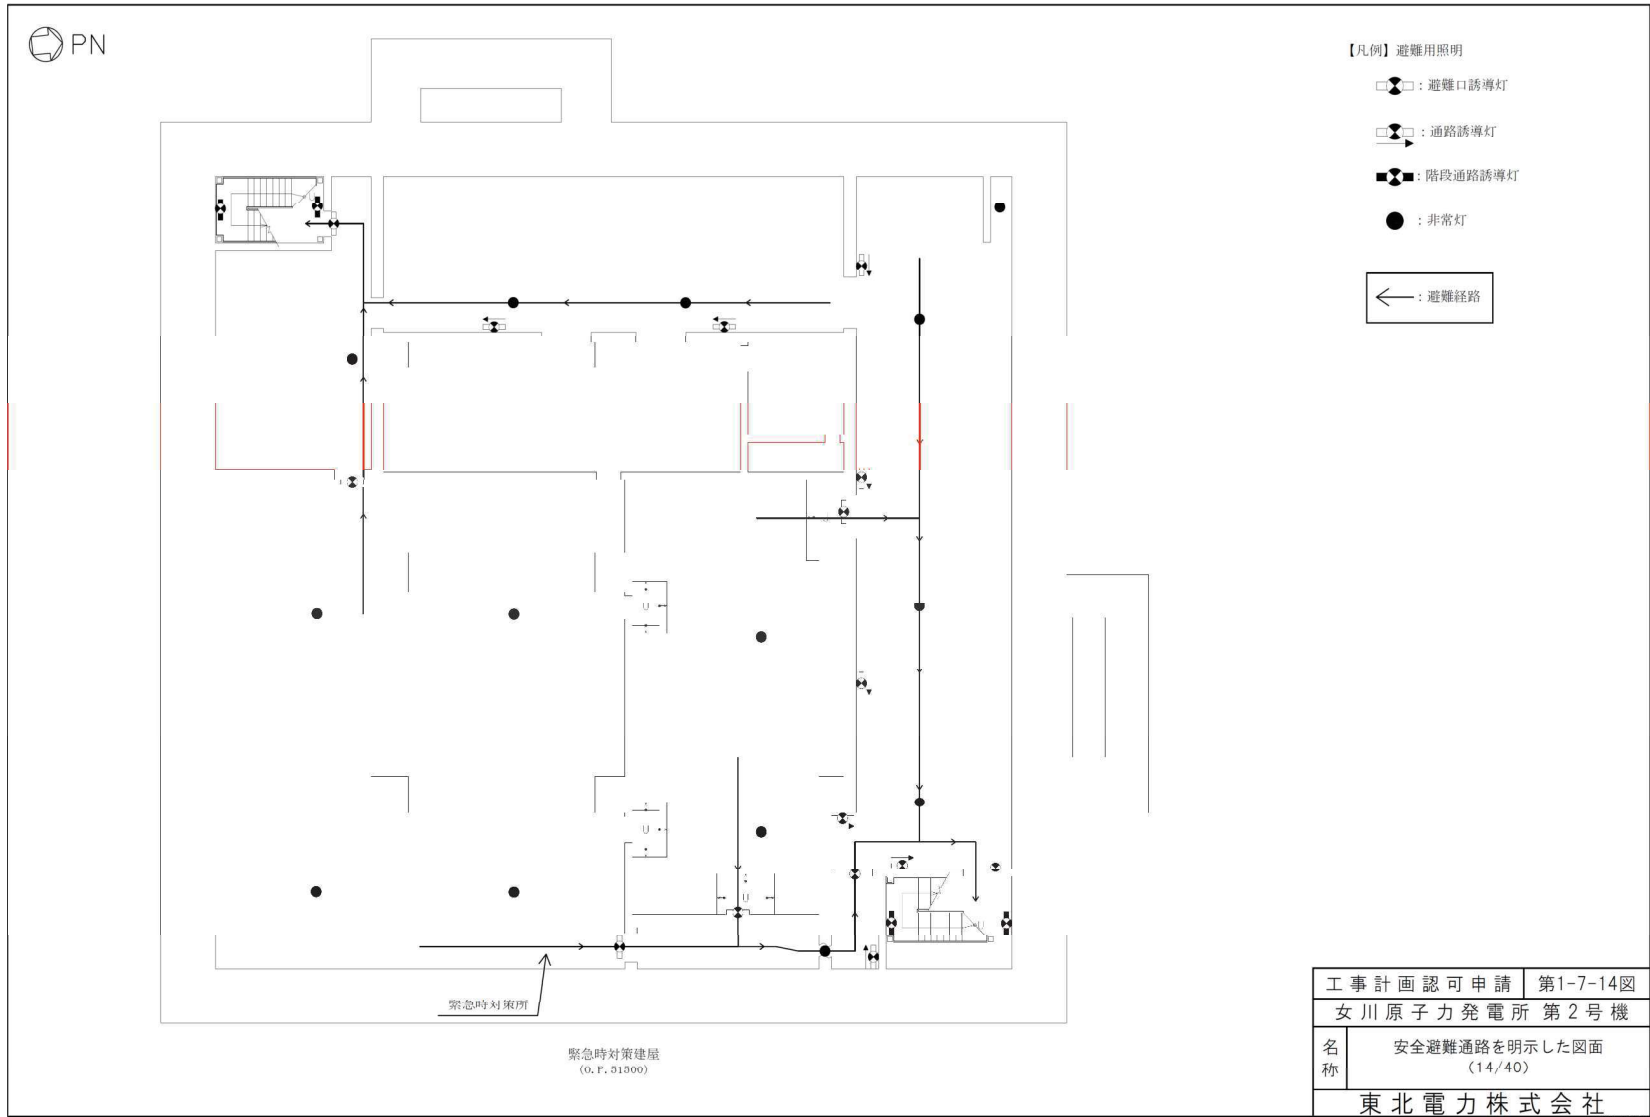 PN
【凡例】避難用照明
：避難口誘導灯
：通路誘導灯
：階段通路誘導灯
：非常灯
：避難経路
緊急時対策所
緊急時対策建屋
(O.P. 51500)
工事計画認可申請 第1-7-14図
女川原子力発電所 第2号機
名称 安全避難通路を明示した図面
(14/40)
東北電力株式会社